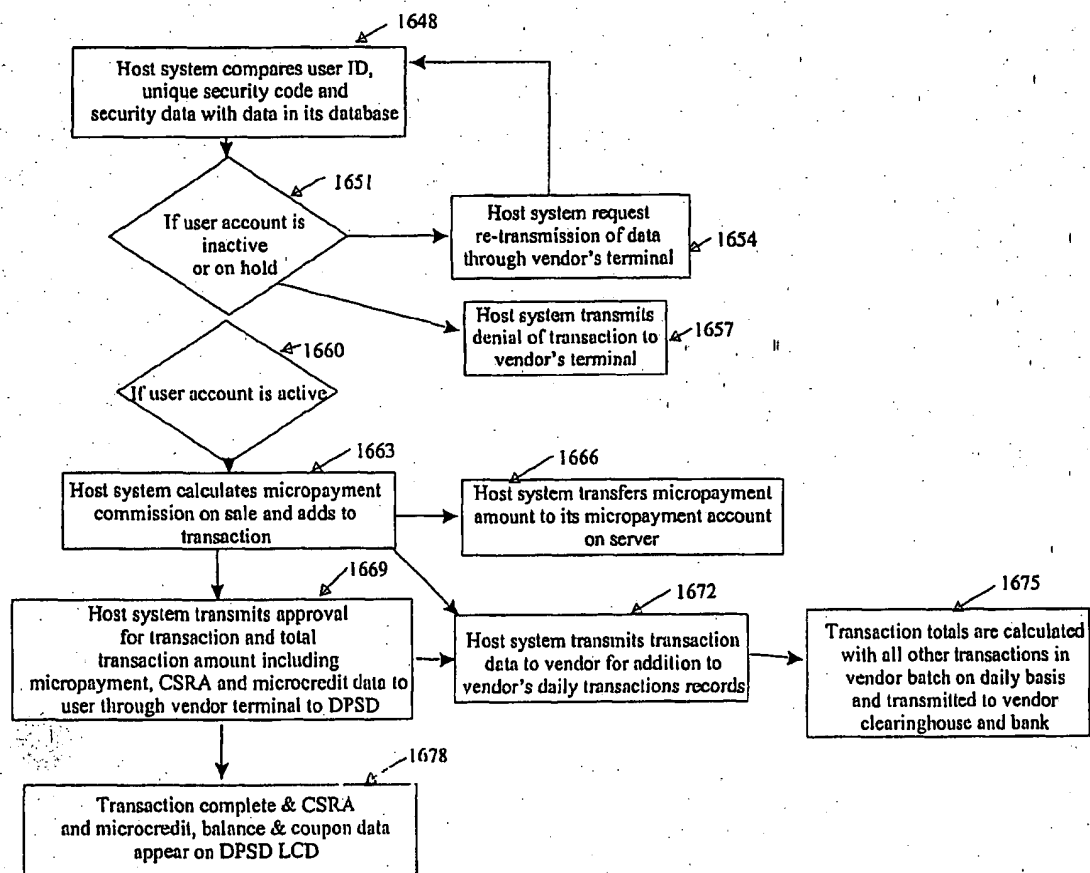 1648
Host system compares user ID,
unique security code and
security data with data in its database
1651
If user account is
inactive
or on hold
Host system request
re-transmission of data
through vendor's terminal
1654
Host system transmits
denial of transaction to
vendor's terminal
1657
1660
If user account is active
1663
Host system calculates micropayment
commission on sale and adds to
transaction
1666
Host system transfers micropayment
amount to its micropayment account
on server
1669
Host system transmits approval
for transaction and total
transaction amount including
micropayment, CSRA and microcredit data to
user through vendor terminal to DPSD
1672
Host system transmits transaction
data to vendor for addition to
vendor's daily transactions records
1675
Transaction totals are calculated
with all other transactions in
vendor batch on daily basis
and transmitted to vendor
clearinghouse and bank
1678
Transaction complete & CSRA
and microcredit, balance & coupon data
appear on DPSD LCD